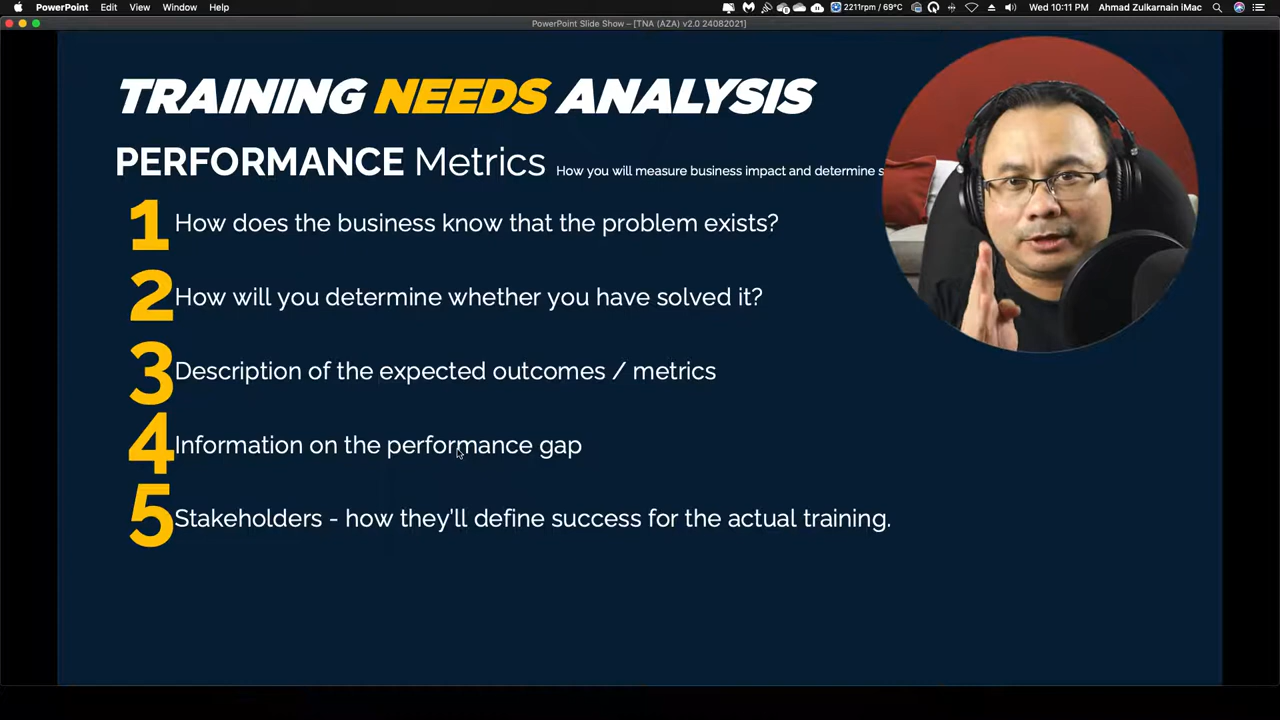 PowerPoint Edit View Window Help 2211rpm / 69°C Wed 10:11 PM Ahmad Zulkarnain iMac
PowerPoint Slide Show – [TNA (AZA) v2.0 24082021]
TRAINING NEEDS ANALYSIS
PERFORMANCE Metrics How you will measure business impact and determine s
1 How does the business know that the problem exists?
2 How will you determine whether you have solved it?
3 Description of the expected outcomes / metrics
4 Information on the performance gap
5 Stakeholders - how they'll define success for the actual training.